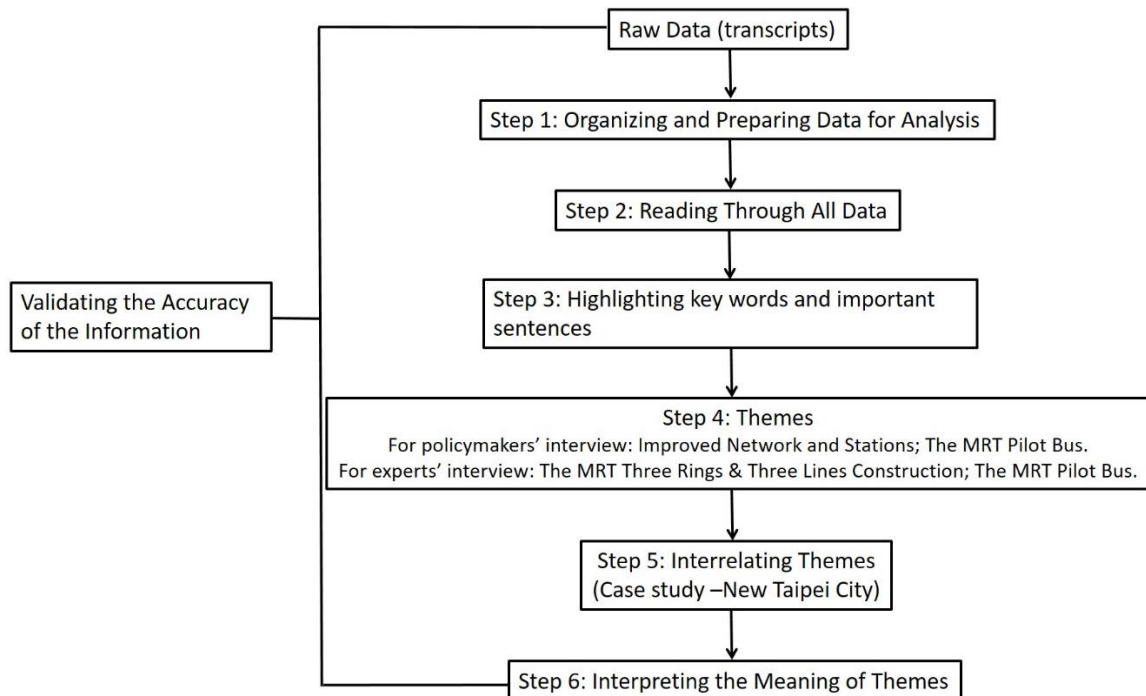 Raw Data (transcripts)
Step 1: Organizing and Preparing Data for Analysis
Step 2: Reading Through All Data
Validating the Accuracy
of the Information
Step 3: Highlighting key words and important
sentences
Step 4: Themes
For policymakers’ interview: Improved Network and Stations; The MRT Pilot Bus.
For experts’ interview: The MRT Three Rings & Three Lines Construction; The MRT Pilot Bus.
Step 5: Interrelating Themes
(Case study –New Taipei City)
Step 6: Interpreting the Meaning of Themes